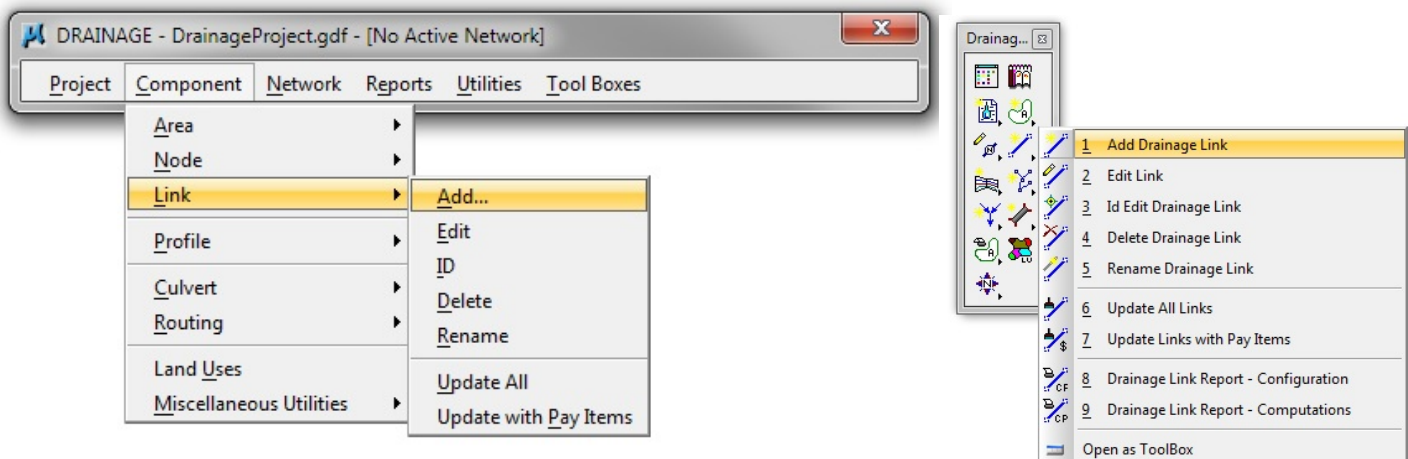 DRAINAGE - DrainageProject.gdf - [No Active Network]
Project Component Network Reports Utilities Tool Boxes
Area
Node
Link
Profile
Culvert
Routing
Land Uses
Miscellaneous Utilities
Add...
Edit
ID
Delete
Rename
Update All
Update with Pay Items
Drainag...
1 Add Drainage Link
2 Edit Link
3 Id Edit Drainage Link
4 Delete Drainage Link
5 Rename Drainage Link
6 Update All Links
7 Update Links with Pay Items
8 Drainage Link Report - Configuration
9 Drainage Link Report - Computations
Open as ToolBox